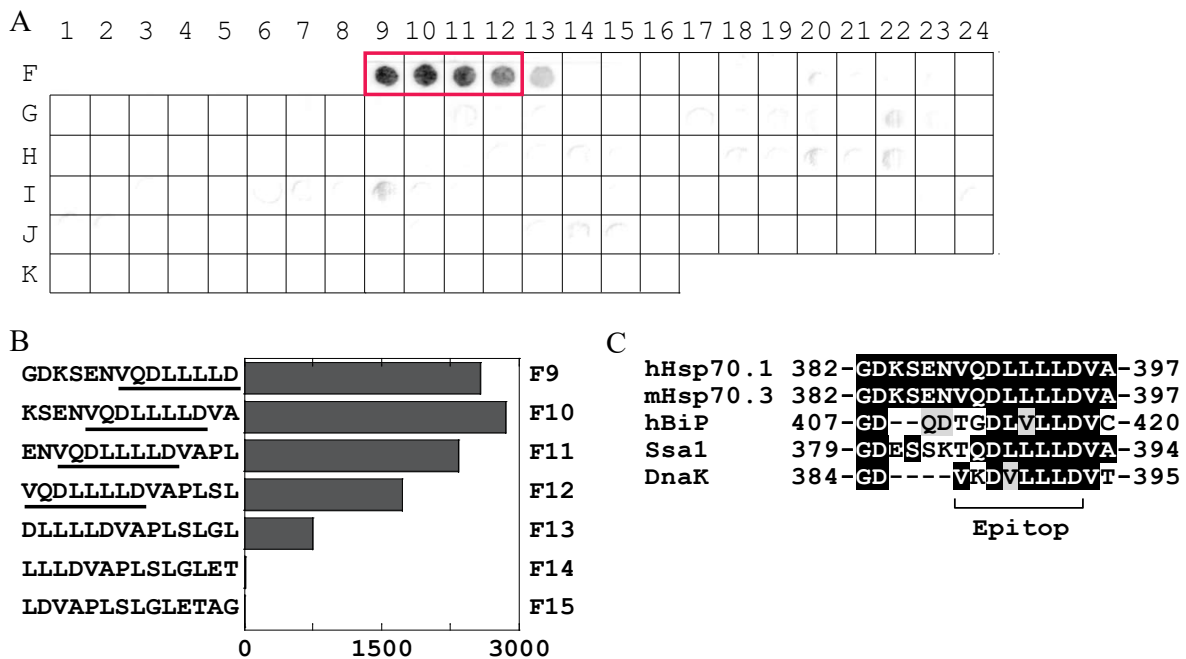 A
1 2 3 4 5 6 7 8 9 10 11 12 13 14 15 16 17 18 19 20 21 22 23 24
F
G
H
I
J
K
B
GDKSENVQDLLLLD F9
KSENVQDLLLLDVA F10
ENVQDLLLLDVAPL F11
VQDLLLLDVAPLSL F12
DLLLLDVAPLSLGL F13
LLLDVAPLSLGLET F14
LDVAPLSLGLETAG F15
0 1500 3000
C
hHsp70.1 382-GDKSENVQDLLLLDVA-397
mHsp70.3 382-GDKSENVQDLLLLDVA-397
hBiP 407-GD--QDTGDLVLLDVC-420
Ssa1 379-GDESSKTQDLLLLDVA-394
DnaK 384-GD----VKDVLLLDVT-395
Epitop